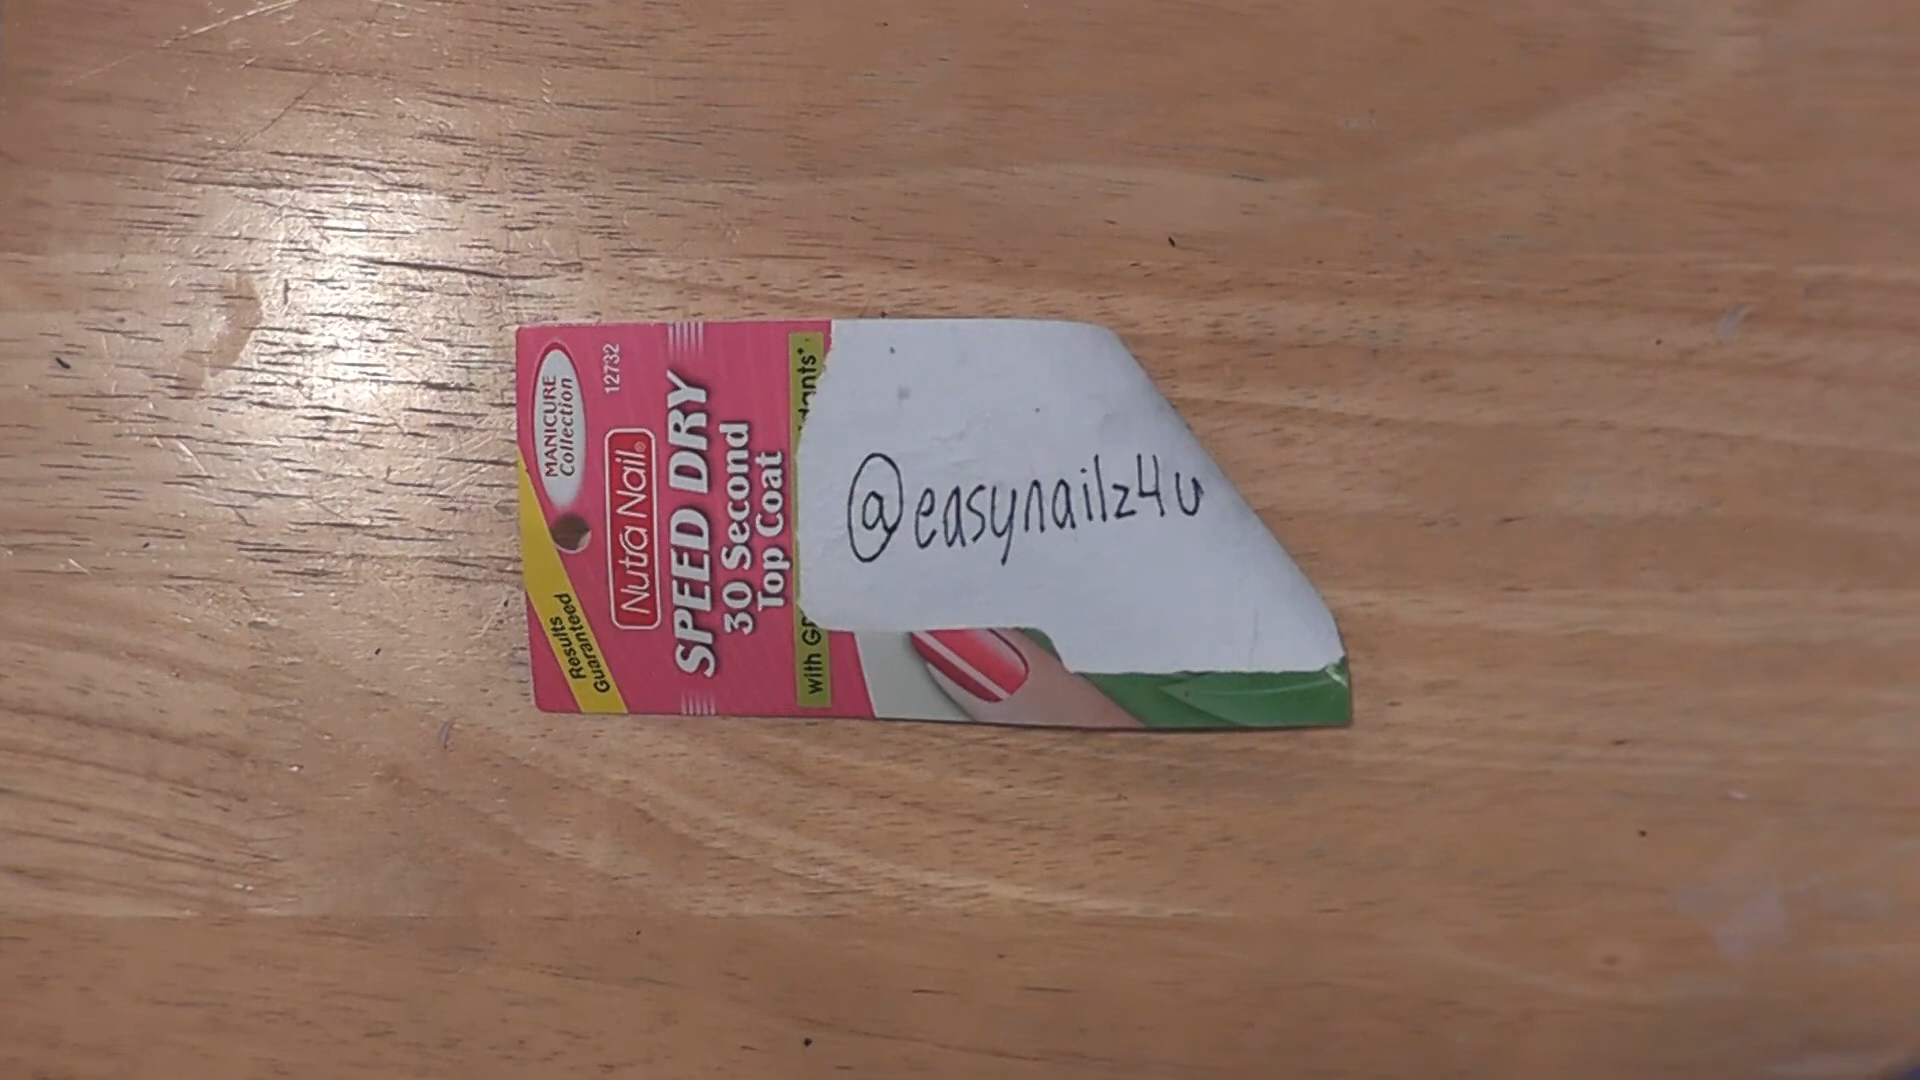 MANICURE
Collection
12732
Results
Guaranteed
Nutra Nail®
SPEED DRY
30 Second
Top Coat
with
@easynailz4u